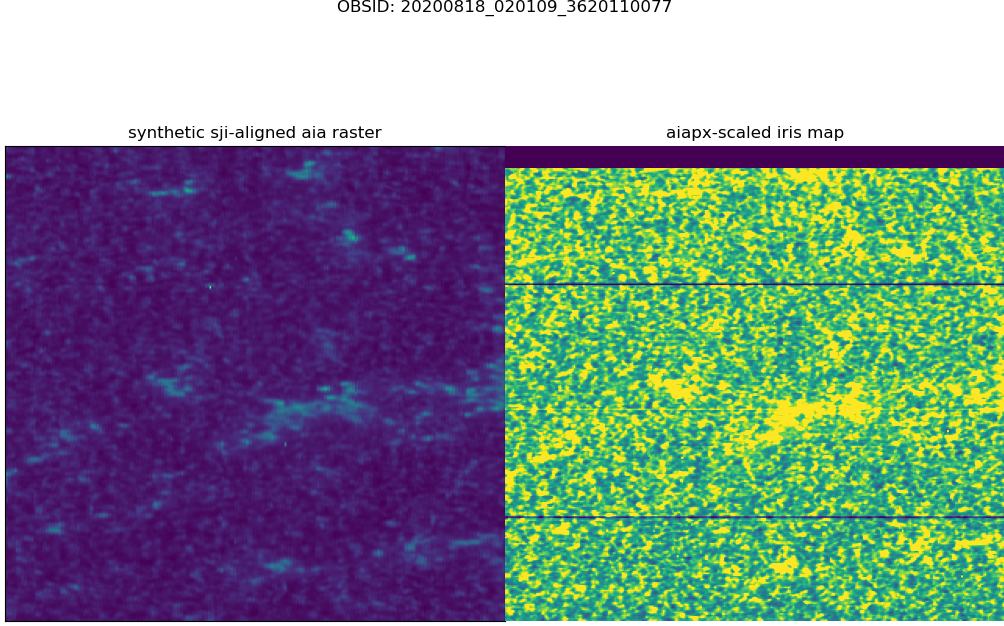 OBSID: 20200818_020109_3620110077
synthetic sji-aligned aia raster
aiapx-scaled iris map